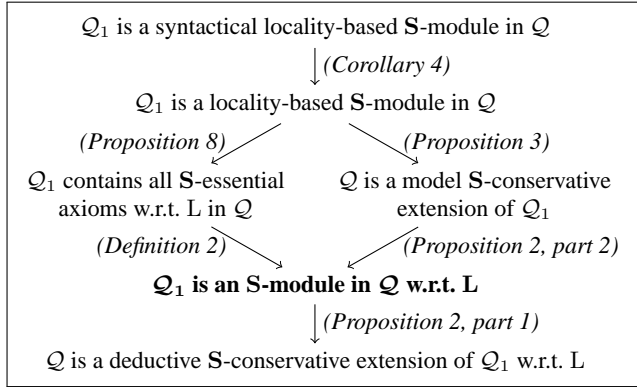 𝒬₁ is a syntactical locality-based S-module in 𝒬
(Corollary 4)
𝒬₁ is a locality-based S-module in 𝒬
(Proposition 8) (Proposition 3)
𝒬₁ contains all S-essential 𝒬 is a model S-conservative
axioms w.r.t. L in 𝒬 extension of 𝒬₁
(Definition 2) (Proposition 2, part 2)
𝒬₁ is an S-module in 𝒬 w.r.t. L
(Proposition 2, part 1)
𝒬 is a deductive S-conservative extension of 𝒬₁ w.r.t. L